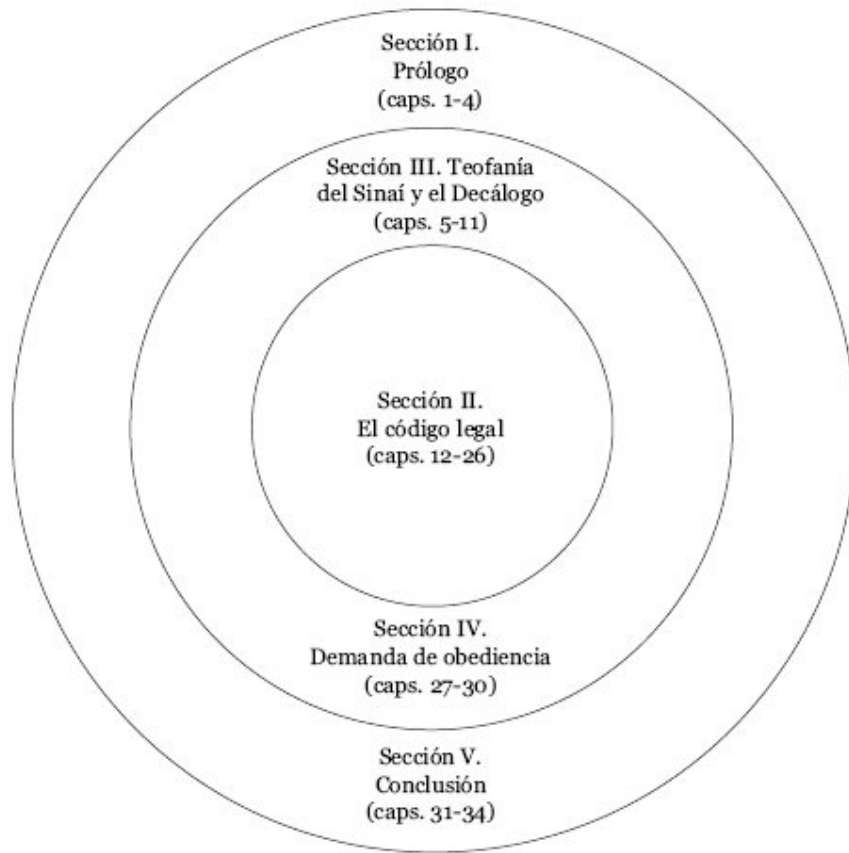 Sección I.
Prólogo
(caps. 1-4)
Sección III. Teofanía
del Sinaí y el Decálogo
(caps. 5-11)
Sección II.
El código legal
(caps. 12-26)
Sección IV.
Demanda de obediencia
(caps. 27-30)
Sección V.
Conclusión
(caps. 31-34)